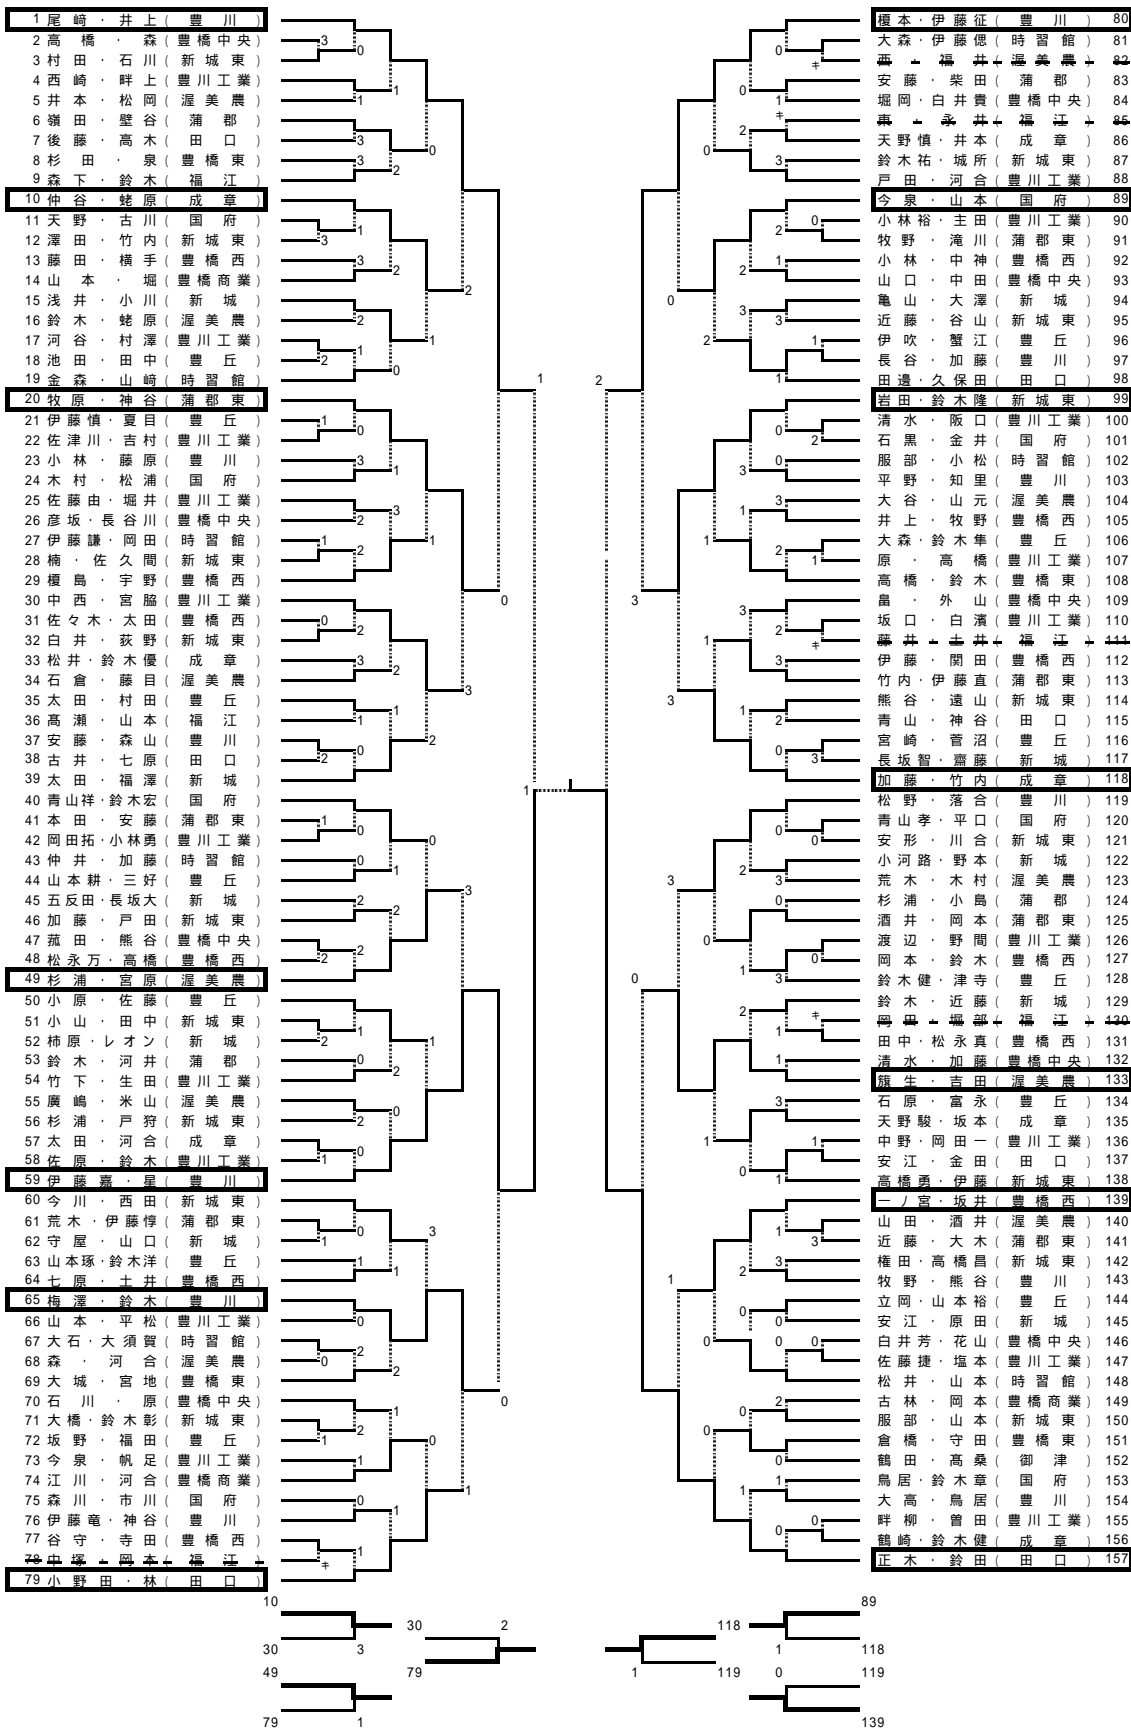 1 尾﨑・井上(豊川)
2 高橋・森(豊橋中央)
3 村田・石川(新城東)
4 西崎・畔上(豊川工業)
5 井本・松岡(渥美農)
6 嶺田・壁谷(蒲郡)
7 後藤・高木(田口)
8 杉田・泉(豊橋東)
9 森下・鈴木(福江)
10 仲谷・蛯原(成章)
11 天野・古川(国府)
12 澤田・竹内(新城東)
13 藤田・横手(豊橋西)
14 山本・堀(豊橋商業)
15 浅井・小川(新城)
16 鈴木・蛯原(渥美農)
17 河谷・村澤(豊川工業)
18 池田・田中(豊丘)
19 金森・山﨑(時習館)
20 牧原・神谷(蒲郡東)
21 伊藤慎・夏目(豊丘)
22 佐津川・吉村(豊川工業)
23 小林・藤原(豊川)
24 木村・松浦(国府)
25 佐藤由・堀井(豊川工業)
26 彦坂・長谷川(豊橋中央)
27 伊藤謙・岡田(時習館)
28 楠・佐久間(新城東)
29 榎島・宇野(豊橋西)
30 中西・宮脇(豊川工業)
31 佐々木・太田(豊橋西)
32 白井・荻野(新城東)
33 松井・鈴木優(成章)
34 石倉・藤目(渥美農)
35 太田・村田(豊丘)
36 髙瀬・山本(福江)
37 安藤・森山(豊川)
38 古井・七原(田口)
39 太田・福澤(新城)
40 青山祥・鈴木宏(国府)
41 本田・安藤(蒲郡東)
42 岡田拓・小林勇(豊川工業)
43 仲井・加藤(時習館)
44 山本耕・三好(豊丘)
45 五反田・長坂大(新城)
46 加藤・戸田(新城東)
47 菰田・熊谷(豊橋中央)
48 松永万・高橋(豊橋西)
49 杉浦・宮原(渥美農)
50 小原・佐藤(豊丘)
51 小山・田中(新城東)
52 柿原・レオン(新城)
53 鈴木・河井(蒲郡)
54 竹下・生田(豊川工業)
55 廣嶋・米山(渥美農)
56 杉浦・戸狩(新城東)
57 太田・河合(成章)
58 佐原・鈴木(豊川工業)
59 伊藤嘉・星(豊川)
60 今川・西田(新城東)
61 荒木・伊藤惇(蒲郡東)
62 守屋・山口(新城)
63 山本琢・鈴木洋(豊丘)
64 七原・土井(豊橋西)
65 梅澤・鈴木(豊川)
66 山本・平松(豊川工業)
67 大石・大須賀(時習館)
68 森・河合(渥美農)
69 大城・宮地(豊橋東)
70 石川・原(豊橋中央)
71 大橋・鈴木彰(新城東)
72 坂野・福田(豊丘)
73 今泉・帆足(豊川工業)
74 江川・河合(豊橋商業)
75 森川・市川(国府)
76 伊藤竜・神谷(豊川)
77 谷守・寺田(豊橋西)
78 中塚・岡本(福江)
79 小野田・林(田口)
榎本・伊藤征(豊川) 80
大森・伊藤偲(時習館) 81
西・福井(渥美農) 82
安藤・柴田(蒲郡) 83
堀岡・白井貴(豊橋中央) 84
東・永井(福江) 85
天野慎・井本(成章) 86
鈴木祐・城所(新城東) 87
戸田・河合(豊川工業) 88
今泉・山本(国府) 89
小林裕・主田(豊川工業) 90
牧野・滝川(蒲郡東) 91
小林・中神(豊橋西) 92
山口・中田(豊橋中央) 93
亀山・大澤(新城) 94
近藤・谷山(新城東) 95
伊吹・蟹江(豊丘) 96
長谷・加藤(豊川) 97
田邊・久保田(田口) 98
岩田・鈴木隆(新城東) 99
清水・阪口(豊川工業) 100
石黒・金井(国府) 101
服部・小松(時習館) 102
平野・知里(豊川) 103
大谷・山元(渥美農) 104
井上・牧野(豊橋西) 105
大森・鈴木隼(豊丘) 106
原・高橋(豊川工業) 107
高橋・鈴木(豊橋東) 108
畠・外山(豊橋中央) 109
坂口・白濱(豊川工業) 110
藤井・土井(福江) 111
伊藤・関田(豊橋西) 112
竹内・伊藤直(蒲郡東) 113
熊谷・遠山(新城東) 114
青山・神谷(田口) 115
宮崎・菅沼(豊丘) 116
長坂智・齋藤(新城) 117
加藤・竹内(成章) 118
松野・落合(豊川) 119
青山孝・平口(国府) 120
安形・川合(新城東) 121
小河路・野本(新城) 122
荒木・木村(渥美農) 123
杉浦・小島(蒲郡) 124
酒井・岡本(蒲郡東) 125
渡辺・野間(豊川工業) 126
岡本・鈴木(豊橋西) 127
鈴木健・津寺(豊丘) 128
鈴木・近藤(新城) 129
岡田・堀部(福江) 130
田中・松永真(豊橋西) 131
清水・加藤(豊橋中央) 132
籏生・吉田(渥美農) 133
石原・富永(豊丘) 134
天野駿・坂本(成章) 135
中野・岡田一(豊川工業) 136
安江・金田(田口) 137
高橋勇・伊藤(新城東) 138
一ノ宮・坂井(豊橋西) 139
山田・酒井(渥美農) 140
近藤・大木(蒲郡東) 141
権田・高橋昌(新城東) 142
牧野・熊谷(豊川) 143
立岡・山本裕(豊丘) 144
安江・原田(新城) 145
白井芳・花山(豊橋中央) 146
佐藤捷・塩本(豊川工業) 147
松井・山本(時習館) 148
古林・岡本(豊橋商業) 149
服部・山本(新城東) 150
倉橋・守田(豊橋東) 151
鶴田・髙桑(御津) 152
鳥居・鈴木章(国府) 153
大高・鳥居(豊川) 154
畔柳・曽田(豊川工業) 155
鶴崎・鈴木健(成章) 156
正木・鈴田(田口) 157
10
30 3
49
79 1
30 2
79
118
1 119
89
1 118
0 119
139